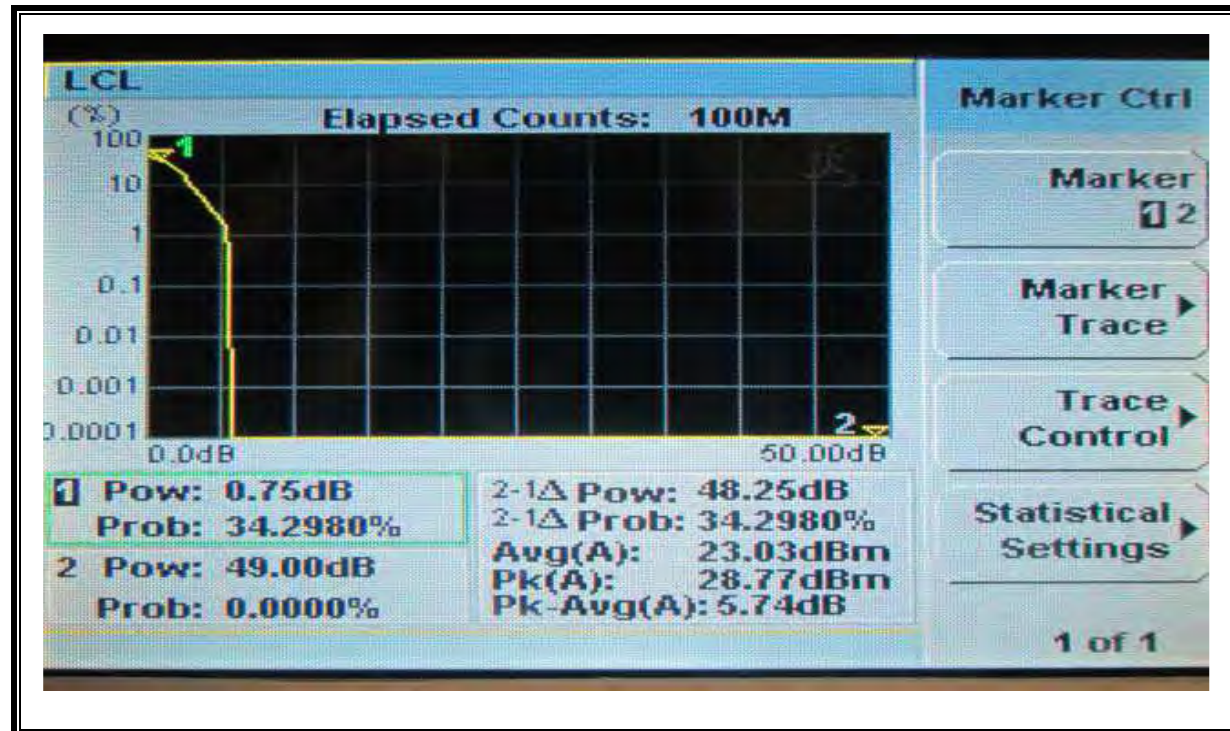 LCL
(%)
Elapsed Counts: 100M
100
10
1
0.1
0.01
0.001
0.0001
0.0dB
50.00dB
1
2
1 Pow: 0.75dB
Prob: 34.2980%
2 Pow: 49.00dB
Prob: 0.0000%
2-1Δ Pow: 48.25dB
2-1Δ Prob: 34.2980%
Avg(A): 23.03dBm
Pk(A): 28.77dBm
Pk-Avg(A): 5.74dB
Marker Ctrl
Marker
1 2
Marker
Trace
Trace
Control
Statistical
Settings
1 of 1